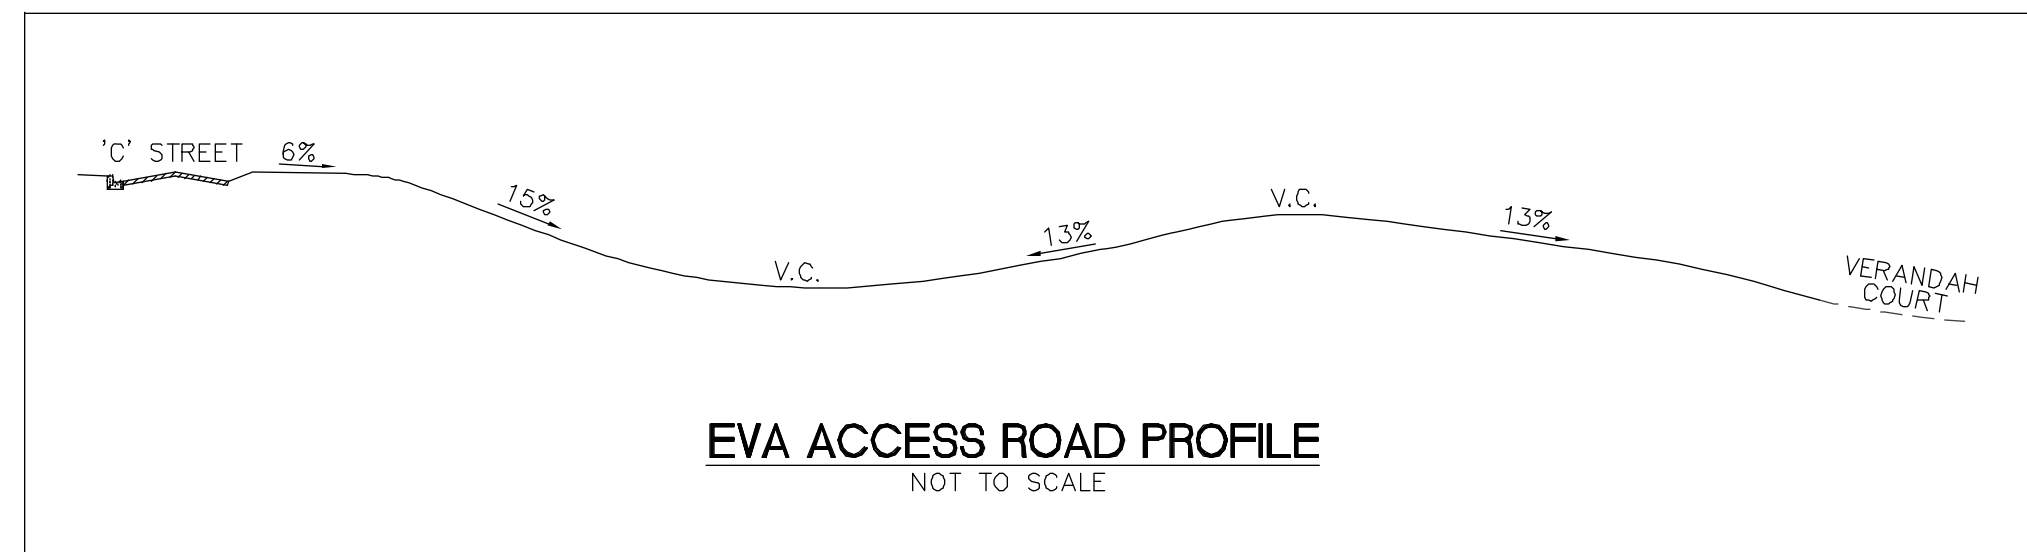 'C' STREET
6%
15%
V.C.
13%
V.C.
13%
VERANDAH
COURT
EVA ACCESS ROAD PROFILE
NOT TO SCALE